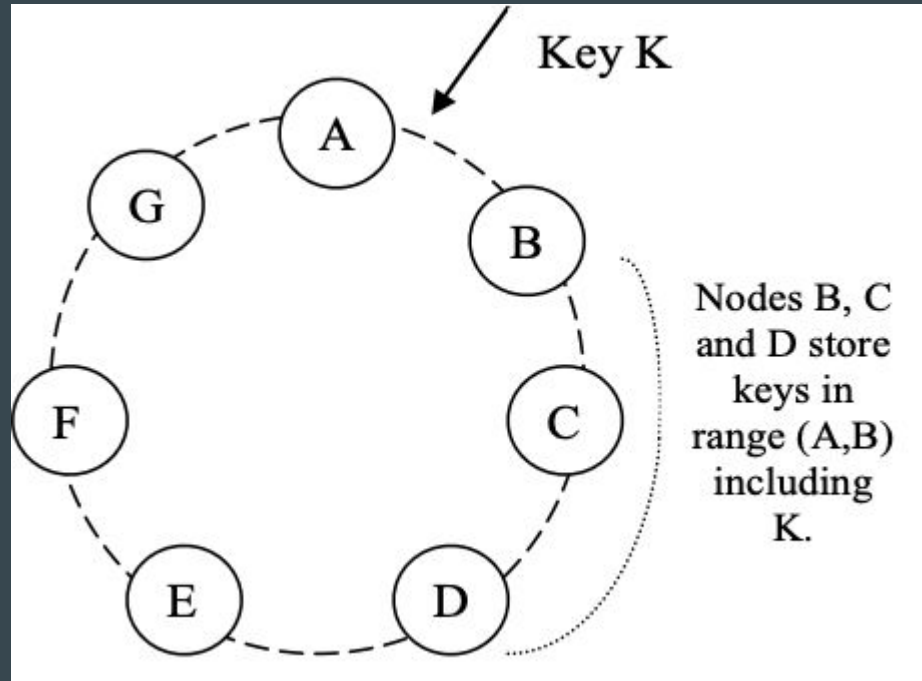 Key K
A
G
B
Nodes B, C
and D store
keys in
range (A,B)
including
K.
F
C
E
D